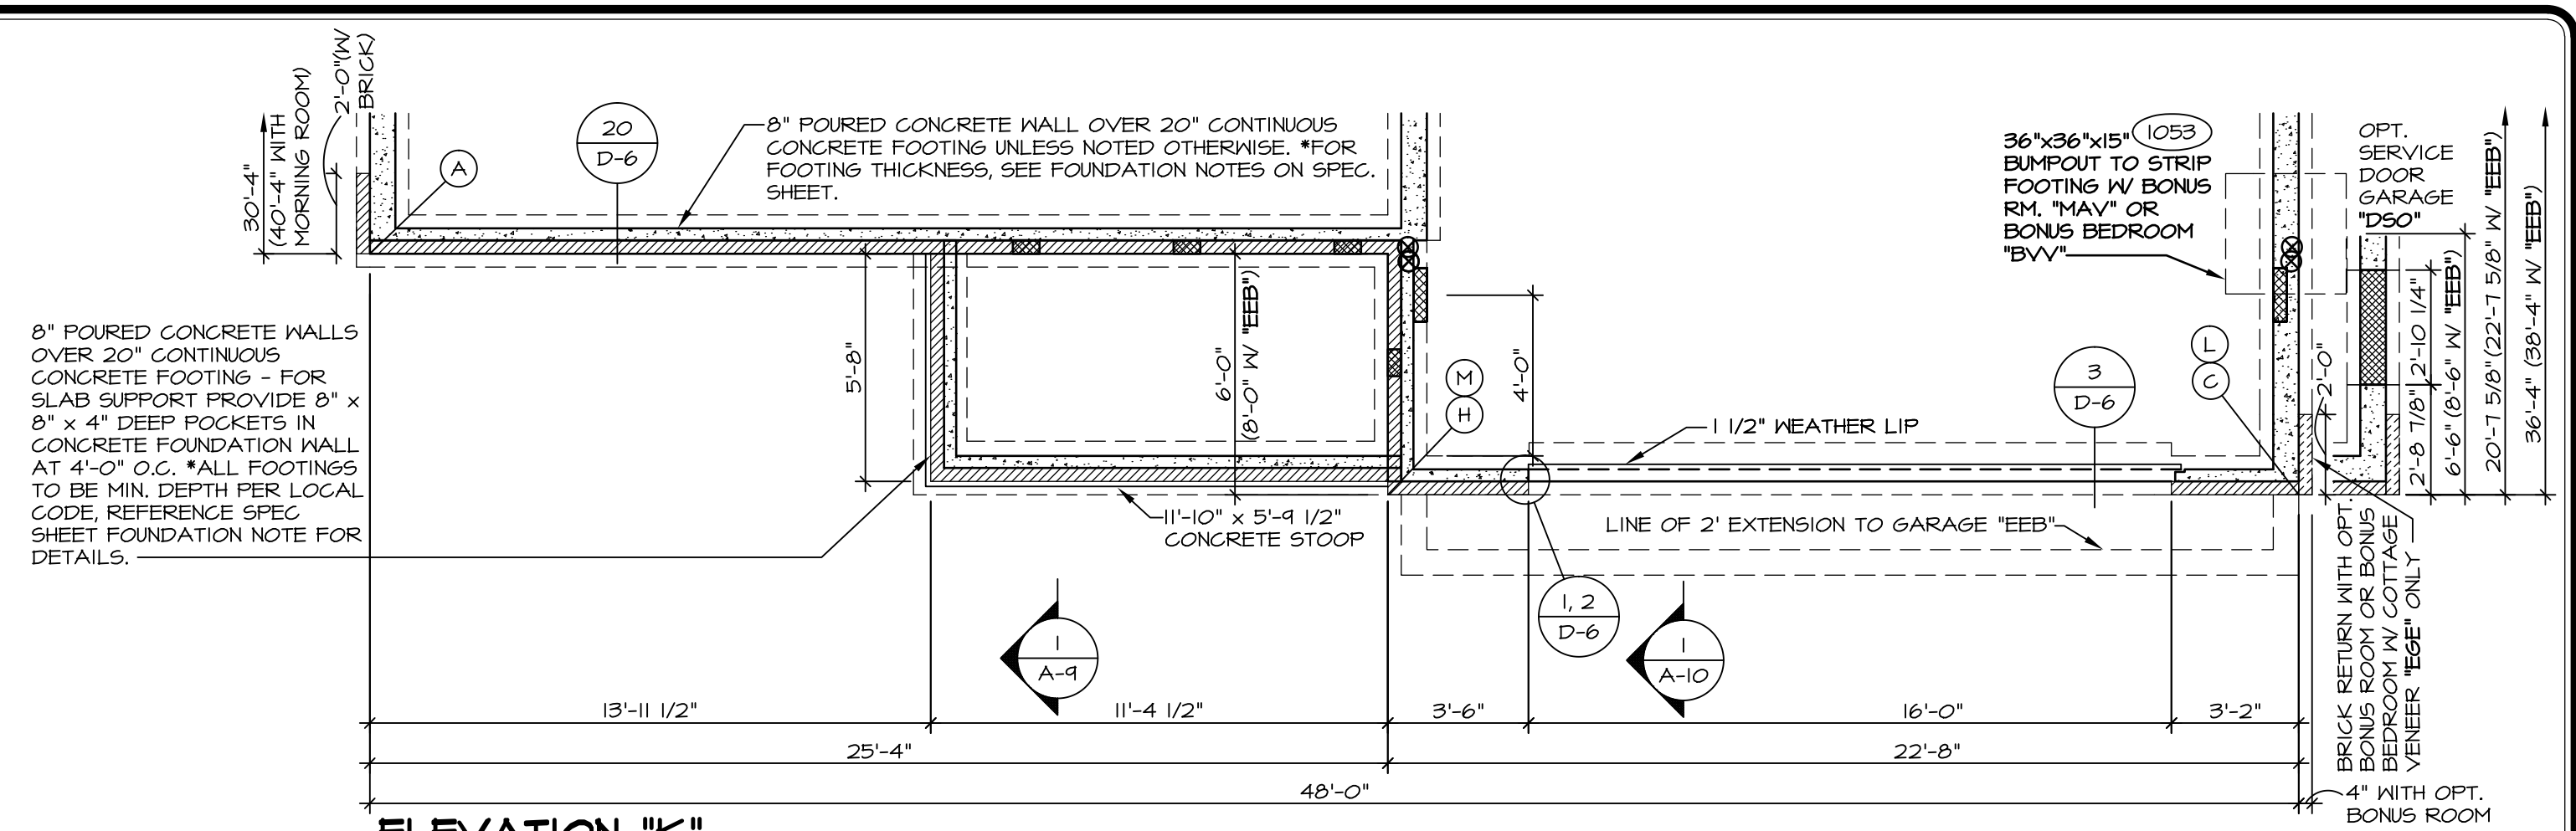 30'-4"
(40'-4" WITH
MORNING ROOM)
2'-0"(W/
BRICK)
A
20
D-6
8" POURED CONCRETE WALL OVER 20" CONTINUOUS
CONCRETE FOOTING UNLESS NOTED OTHERWISE. *FOR
FOOTING THICKNESS, SEE FOUNDATION NOTES ON SPEC.
SHEET.
36"x36"x15"
1053
BUMPOUT TO STRIP
FOOTING W/ BONUS
RM. "MAV" OR
BONUS BEDROOM
"BVV"
OPT.
SERVICE
DOOR
GARAGE
"DSO"
8" POURED CONCRETE WALLS
OVER 20" CONTINUOUS
CONCRETE FOOTING - FOR
SLAB SUPPORT PROVIDE 8" x
8" x 4" DEEP POCKETS IN
CONCRETE FOUNDATION WALL
AT 4'-0" O.C. *ALL FOOTINGS
TO BE MIN. DEPTH PER LOCAL
CODE, REFERENCE SPEC
SHEET FOUNDATION NOTE FOR
DETAILS.
5'-8"
6'-0"
(8'-0" W/ "EEB")
M
H
4'-0"
1 1/2" WEATHER LIP
3
D-6
L
C
2'-0"
2'-8 7/8"
2'-10 1/4"
6'-6" (8'-6" W/ "EEB")
20'-7 5/8"(22'-7 5/8" W/ "EEB")
36'-4" (38'-4" W/ "EEB")
11'-10" x 5'-9 1/2"
CONCRETE STOOP
LINE OF 2' EXTENSION TO GARAGE "EEB"
1, 2
D-6
1
A-9
1
A-10
BRICK RETURN WITH OPT.
BONUS ROOM OR BONUS
BEDROOM W/ COTTAGE
VENEER "EGE" ONLY
13'-11 1/2"
11'-4 1/2"
3'-6"
16'-0"
3'-2"
25'-4"
22'-8"
48'-0"
4" WITH OPT.
BONUS ROOM
ELEVATION "K"